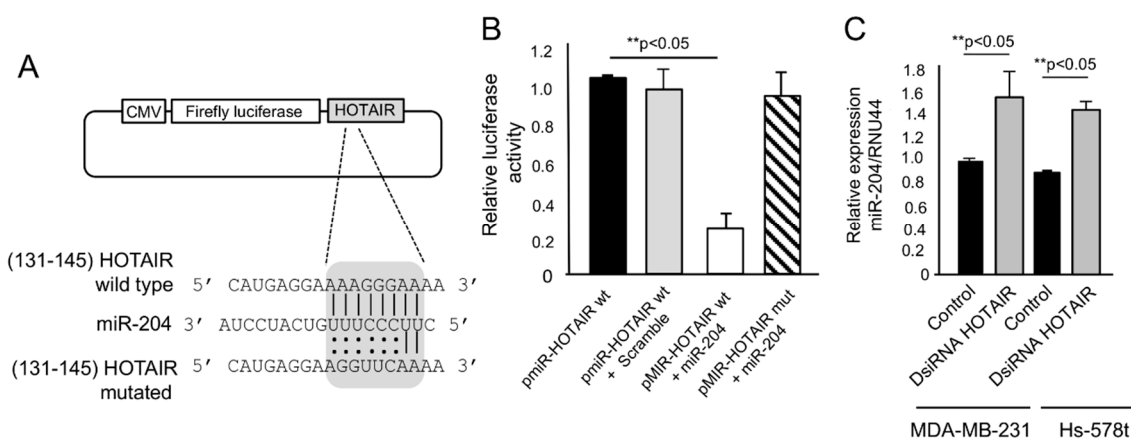 A
CMV Firefly luciferase HOTAIR
(131-145) HOTAIR
wild type 5′ CAUGAGGAAAAGGGAAAA 3′
miR-204 3′ AUCCUACUGUUUCCCUUC 5′
(131-145) HOTAIR
mutated 5′ CAUGAGGAAGGUUCAAAA 3′
B
**p<0.05
Relative luciferase
activity
1.2
1.0
0.8
0.6
0.4
0.2
0
pmiR-HOTAIR wt
pmiR-HOTAIR wt
+ Scramble
pMIR-HOTAIR wt
+ miR-204
pMIR-HOTAIR mut
+ miR-204
C
**p<0.05
**p<0.05
Relative expression
miR-204/RNU44
1.8
1.6
1.4
1.2
1.0
0.8
0.6
0.4
0.2
0
Control
DsiRNA HOTAIR
Control
DsiRNA HOTAIR
MDA-MB-231
Hs-578t